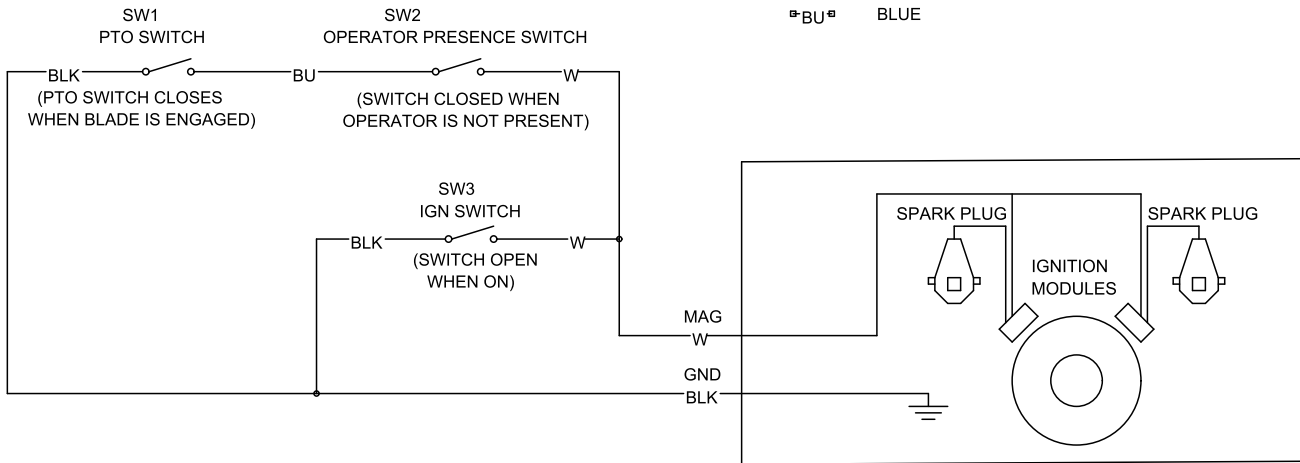 SW1
PTO SWITCH
SW2
OPERATOR PRESENCE SWITCH
BU BLUE
BLK
BU
W
(PTO SWITCH CLOSES
WHEN BLADE IS ENGAGED)
(SWITCH CLOSED WHEN
OPERATOR IS NOT PRESENT)
SW3
IGN SWITCH
BLK
W
(SWITCH OPEN
WHEN ON)
SPARK PLUG
SPARK PLUG
IGNITION
MODULES
MAG
W
GND
BLK